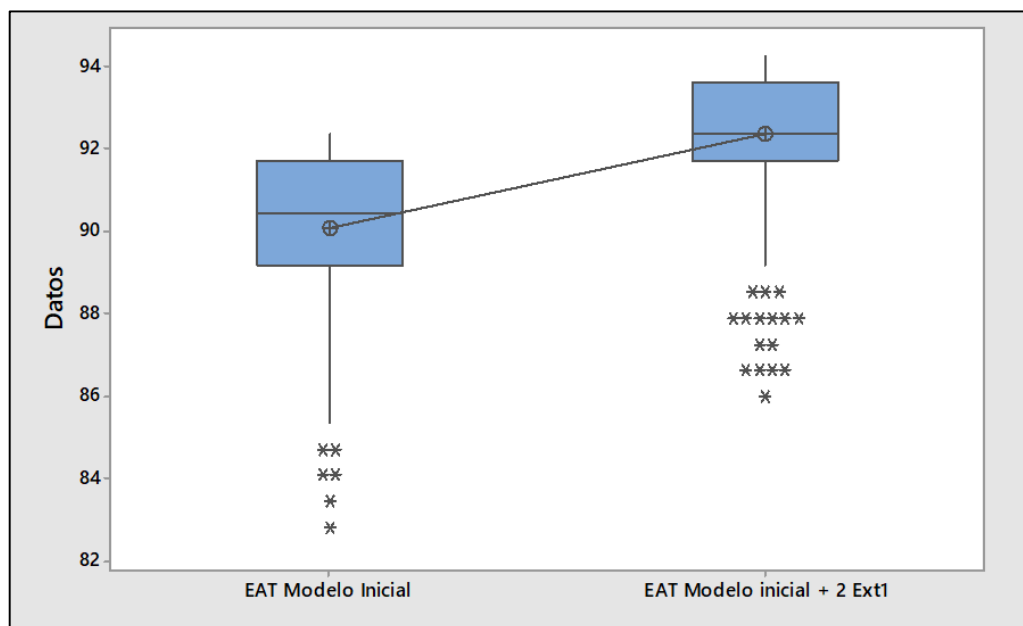 Datos
94
92
90
88
86
84
82
EAT Modelo Inicial
EAT Modelo inicial + 2 Ext1